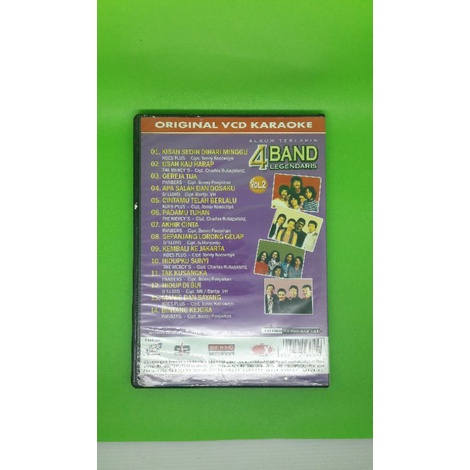 ORIGINAL VCD KARAOKE
ALBUM TERLARIS
4 BAND
LEGENDARIS
VOL.2
01. KISAH SEDIH DIHARI MINGGU
KOES PLUS - Cipt. Tonny Koeswoyo
02. USAH KAU HARAP
THE MERCY'S - Cipt. Charles Hutagalung
03. GEREJA TUA
PANBERS - Cipt. Benny Panjaitan
04. APA SALAH DAN DOSAKU
D'LLOYD - Cipt.
05. CINTAMU TELAH BERLALU
KOES PLUS - Cipt. Tonny Koeswoyo
06. PADAMU TUHAN
THE MERCY'S - Cipt. Charles Hutagalung
07. AKHIR CINTA
PANBERS - Cipt. Benny Panjaitan
08. SEPANJANG LORONG GELAP
D'LLOYD - Cipt.
09. KEMBALI KE JAKARTA
KOES PLUS - Cipt. Tonny Koeswoyo
10. HIDUPKU SUNYI
THE MERCY'S - Cipt. Charles Hutagalung
11. TAK KUSANGKA
PANBERS - Cipt. Benny Panjaitan
12. HIDUP DI BUI
D'LLOYD - Cipt.
13. MANIS DAN SAYANG
KOES PLUS - Cipt. Tonny Koeswoyo
14. BINTANG KEJORA
PANBERS - Cipt. Benny Panjaitan